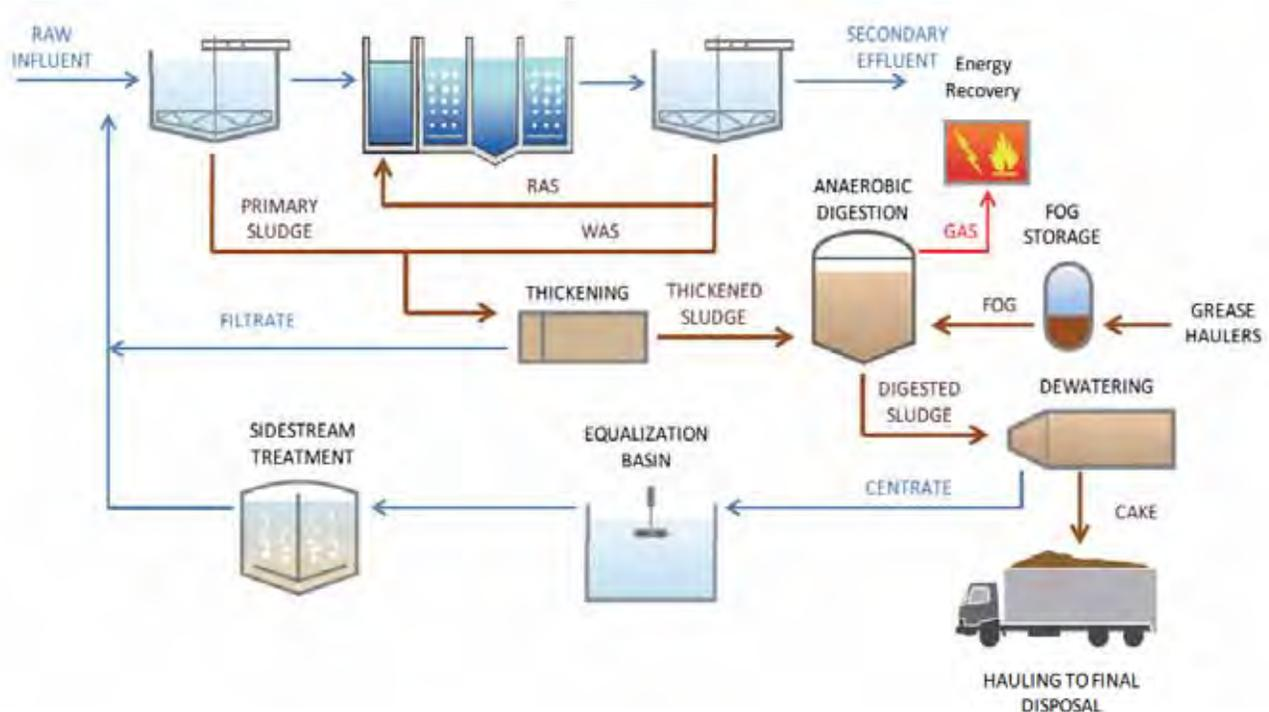 RAW
INFLUENT
SECONDARY
EFFLUENT
Energy
Recovery
RAS
PRIMARY
SLUDGE
WAS
ANAEROBIC
DIGESTION
GAS
FOG
STORAGE
THICKENING
THICKENED
SLUDGE
FOG
GREASE
HAULERS
FILTRATE
DIGESTED
SLUDGE
DEWATERING
SIDESTREAM
TREATMENT
EQUALIZATION
BASIN
CENTRATE
CAKE
HAULING TO FINAL
DISPOSAL